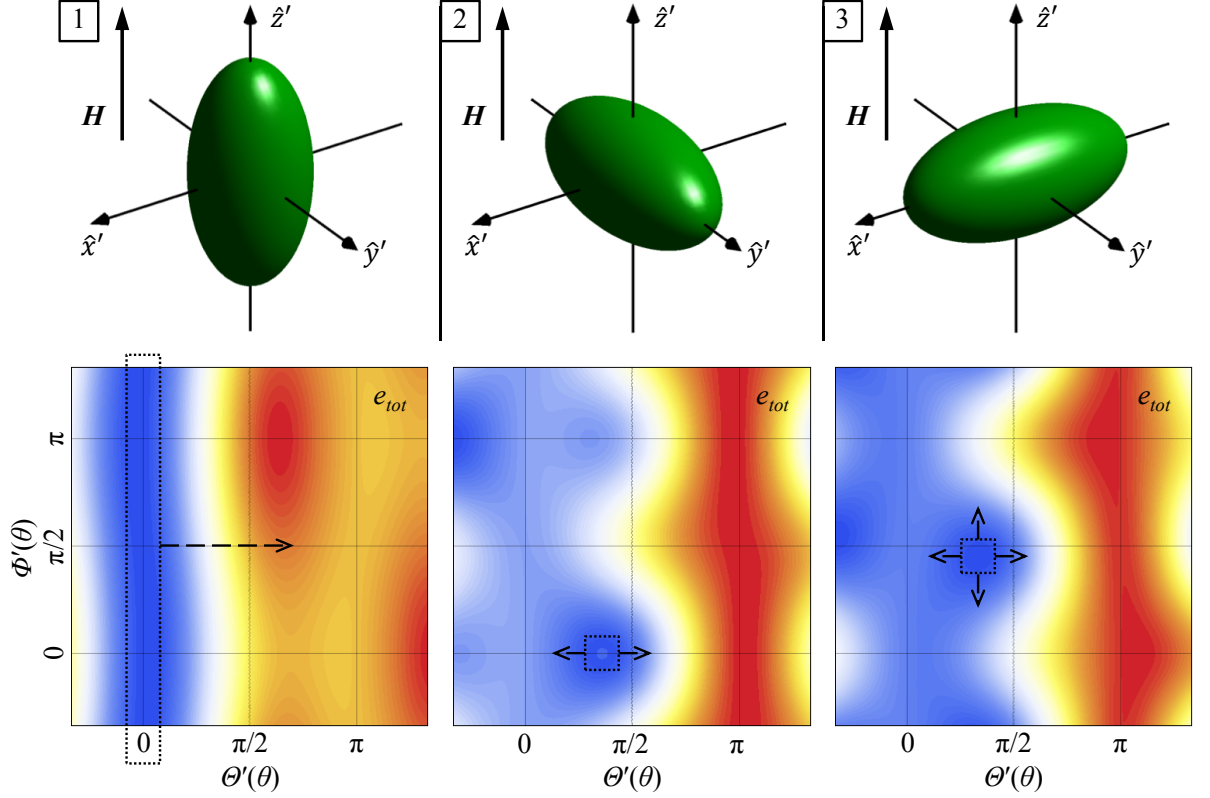 1
ẑ′
H
x̂′
ŷ′
2
ẑ′
H
x̂′
ŷ′
3
ẑ′
H
x̂′
ŷ′
e_tot
e_tot
e_tot
π
π/2
0
Φ′(θ)
0 π/2 π
Θ′(θ)
0 π/2 π
Θ′(θ)
0 π/2 π
Θ′(θ)